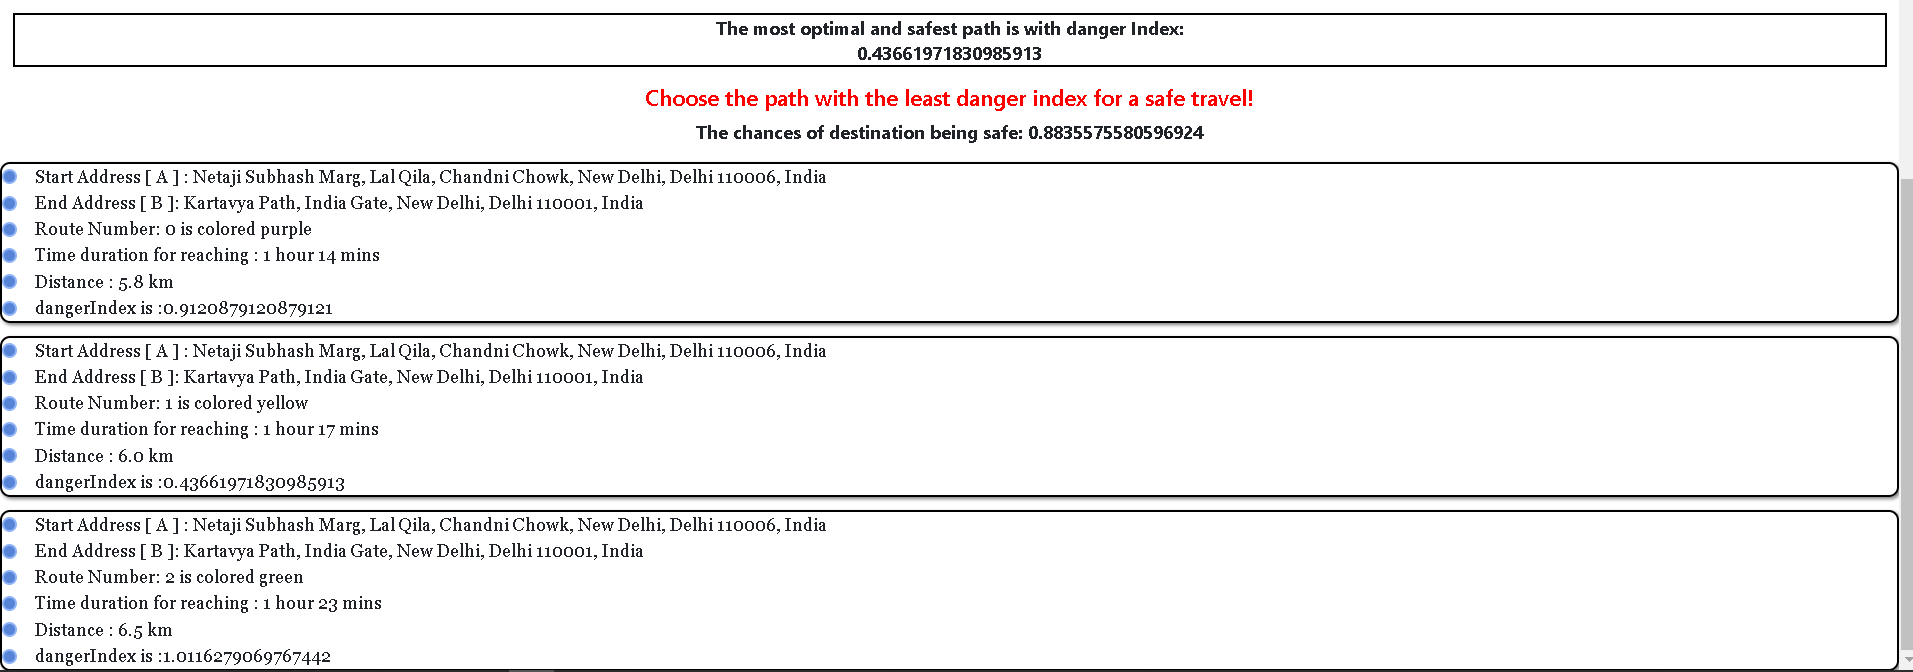 The most optimal and safest path is with danger Index:
0.43661971830985913
Choose the path with the least danger index for a safe travel!
The chances of destination being safe: 0.8835575580596924
Start Address [ A ] : Netaji Subhash Marg, Lal Qila, Chandni Chowk, New Delhi, Delhi 110006, India
End Address [ B ]: Kartavya Path, India Gate, New Delhi, Delhi 110001, India
Route Number: 0 is colored purple
Time duration for reaching : 1 hour 14 mins
Distance : 5.8 km
dangerIndex is :0.9120879120879121
Start Address [ A ] : Netaji Subhash Marg, Lal Qila, Chandni Chowk, New Delhi, Delhi 110006, India
End Address [ B ]: Kartavya Path, India Gate, New Delhi, Delhi 110001, India
Route Number: 1 is colored yellow
Time duration for reaching : 1 hour 17 mins
Distance : 6.0 km
dangerIndex is :0.43661971830985913
Start Address [ A ] : Netaji Subhash Marg, Lal Qila, Chandni Chowk, New Delhi, Delhi 110006, India
End Address [ B ]: Kartavya Path, India Gate, New Delhi, Delhi 110001, India
Route Number: 2 is colored green
Time duration for reaching : 1 hour 23 mins
Distance : 6.5 km
dangerIndex is :1.0116279069767442